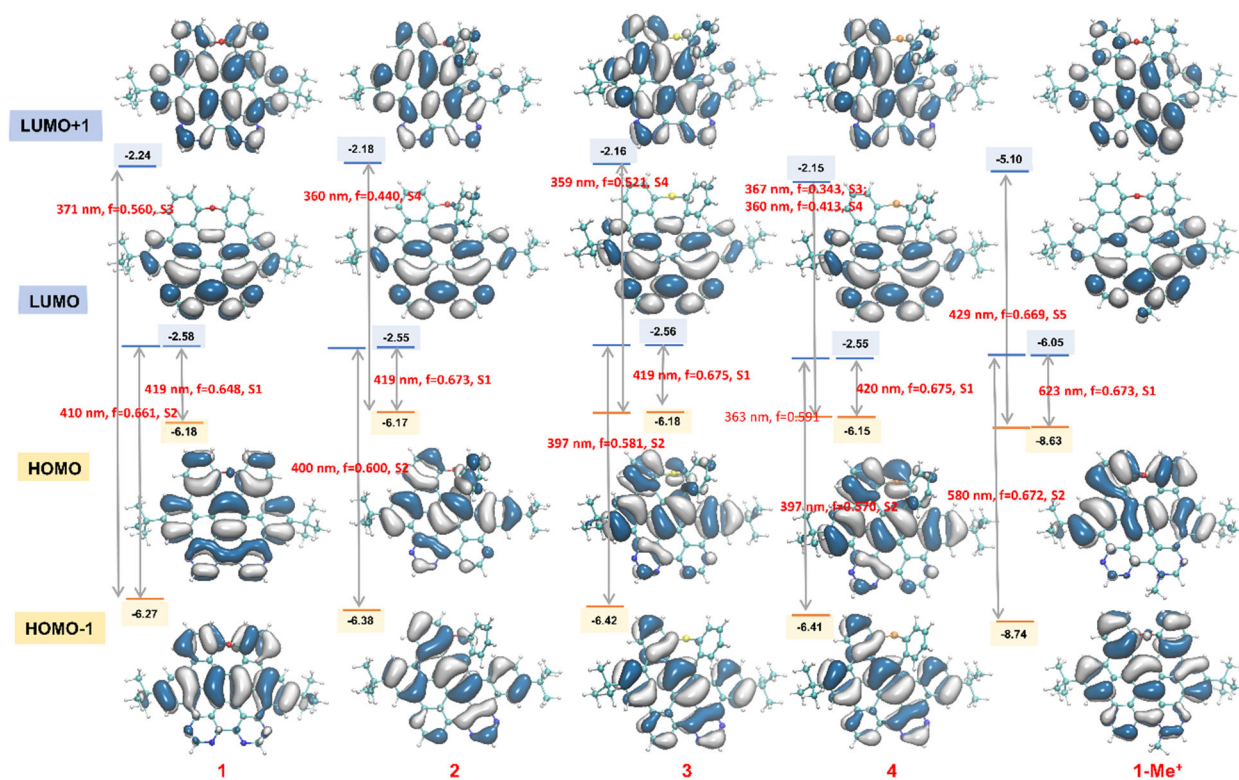 LUMO+1
-2.24
-2.18
-2.16
-2.15
-5.10
371 nm, f=0.560, S3
360 nm, f=0.440, S4
359 nm, f=0.521, S4
367 nm, f=0.343, S3;
360 nm, f=0.413, S4
429 nm, f=0.669, S5
LUMO
-2.58
-2.55
-2.56
-2.55
-6.05
419 nm, f=0.648, S1
419 nm, f=0.673, S1
419 nm, f=0.675, S1
420 nm, f=0.675, S1
623 nm, f=0.673, S1
410 nm, f=0.661, S2
-6.18
-6.17
-6.18
363 nm, f=0.591
-6.15
-8.63
HOMO
400 nm, f=0.600, S2
397 nm, f=0.581, S2
397 nm, f=0.570, S2
580 nm, f=0.672, S2
HOMO-1
-6.27
-6.38
-6.42
-6.41
-8.74
1
2
3
4
1-Me⁺